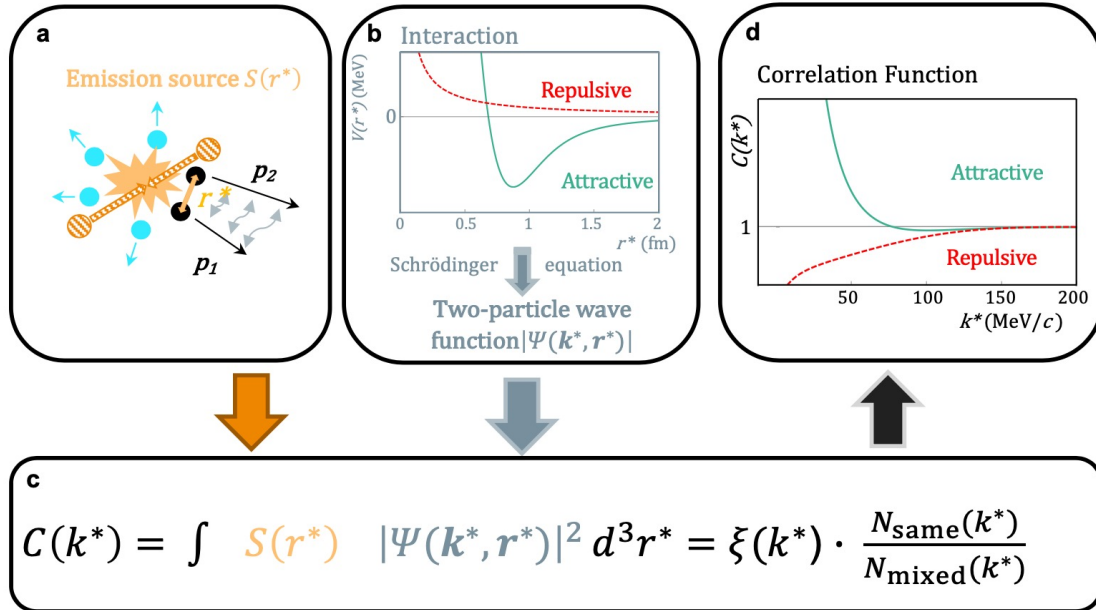 a
Emission source S(r*)
r*
p2
p1
b
Interaction
V(r*) (MeV)
0
Repulsive
Attractive
0 0.5 1 1.5 2
r* (fm)
Schrödinger equation
Two-particle wave
function|Ψ(k*, r*)|
d
Correlation Function
C(k*)
1
Attractive
Repulsive
50 100 150 200
k* (MeV/c)
c
C(k*) = ∫ S(r*) |Ψ(k*, r*)|² d³r* = ξ(k*) · Nsame(k*) / Nmixed(k*)